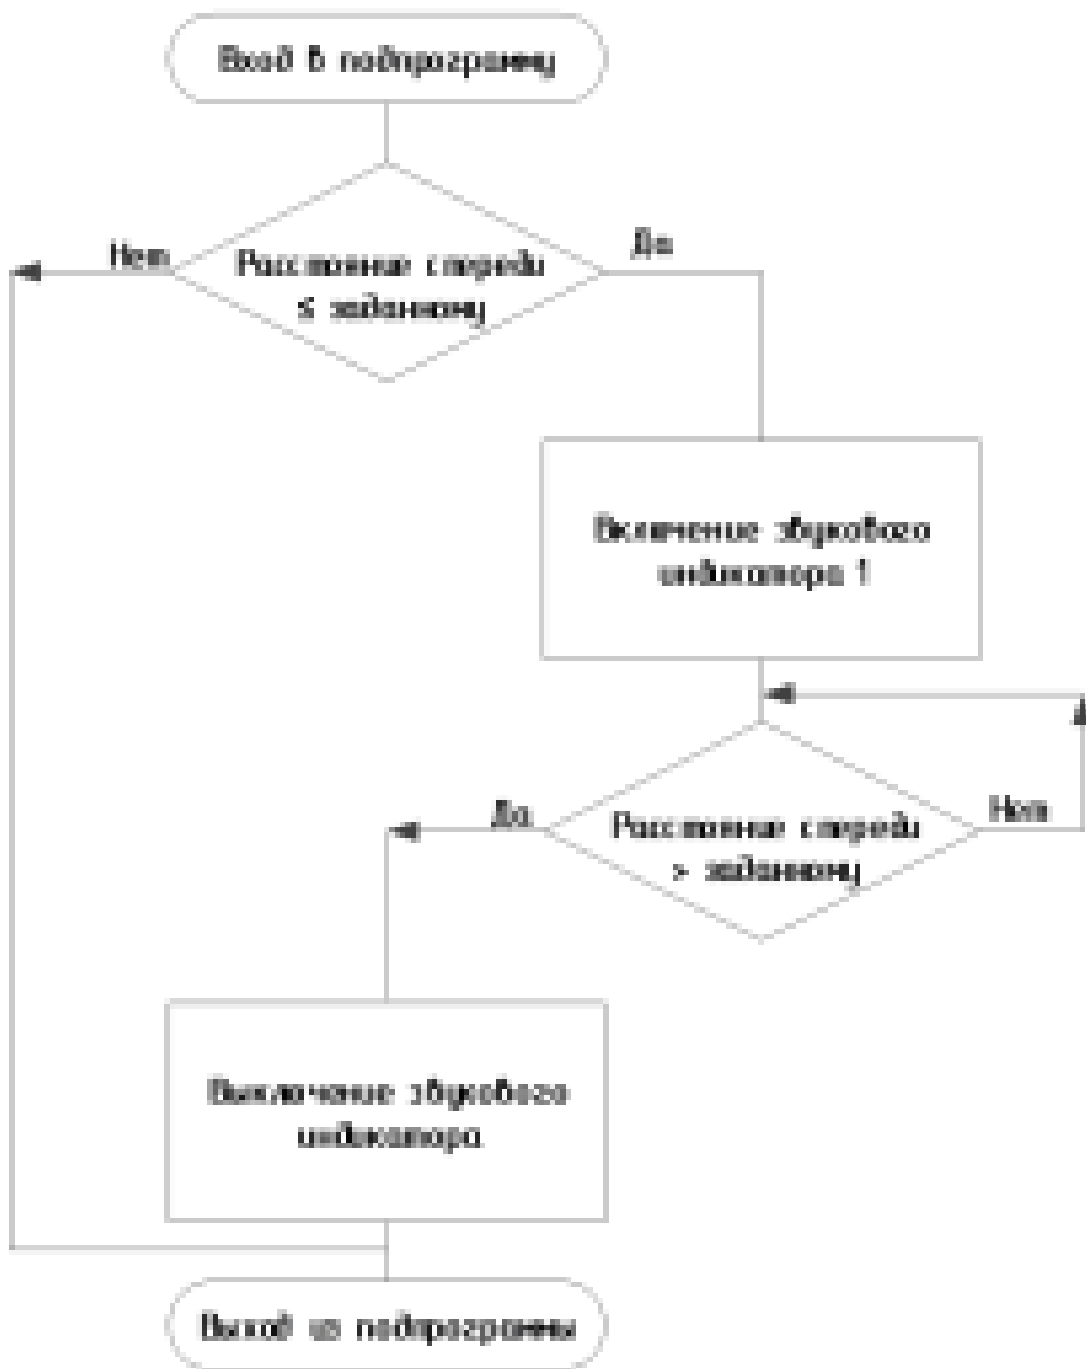 Вход в подпрограмму
Нет
Да
Расстояние спереди
≤ заданному
Включение звукового
индикатора 1
Да
Нет
Расстояние спереди
> заданному
Выключение звукового
индикатора
Выход из подпрограммы